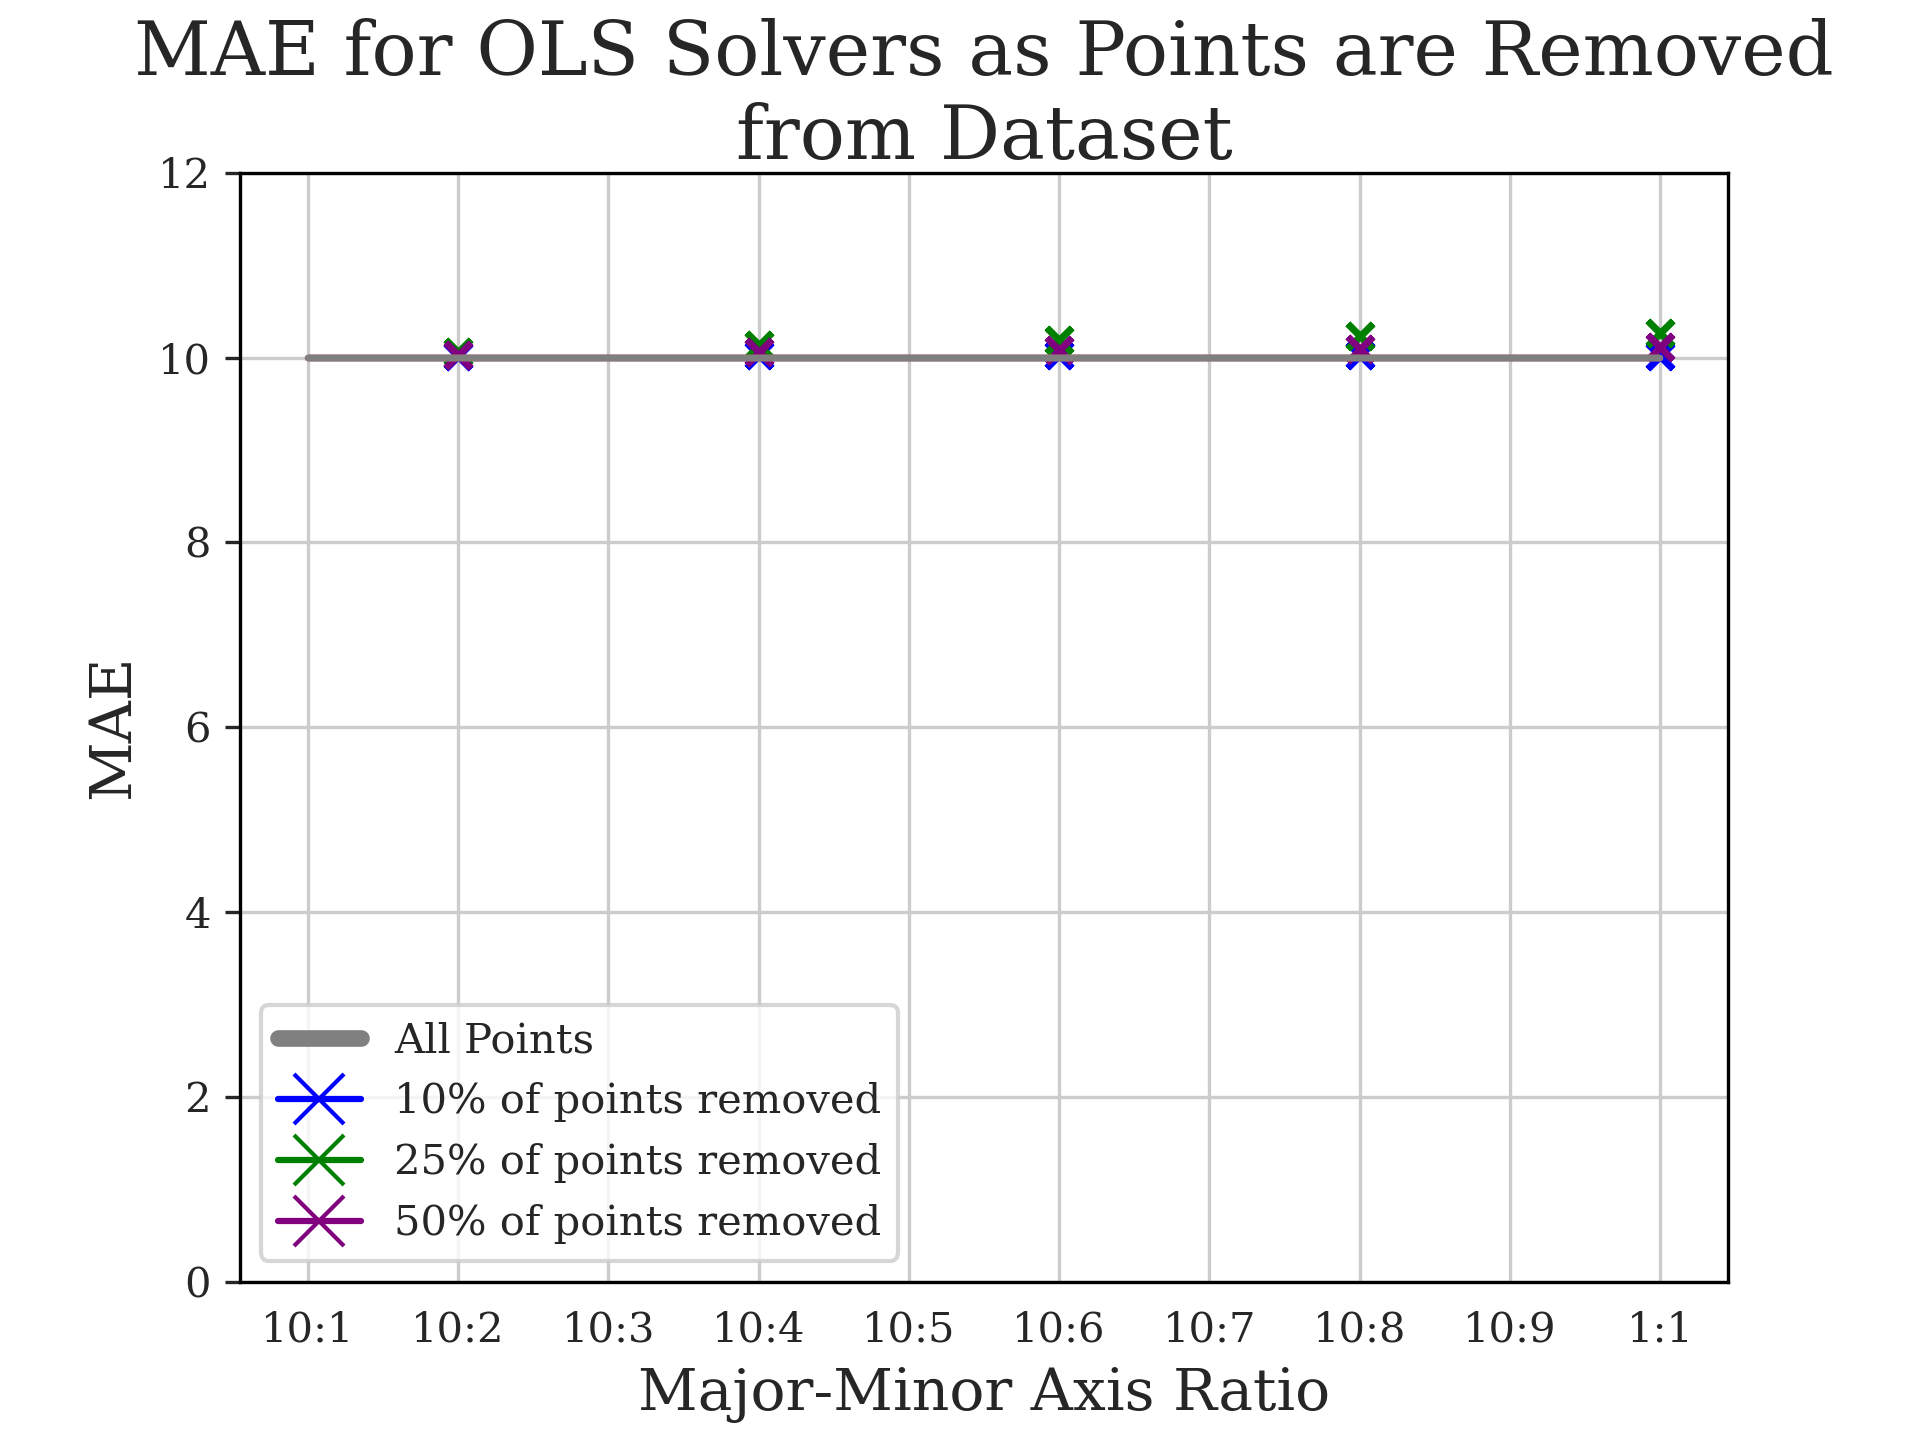 MAE for OLS Solvers as Points are Removed
from Dataset
12
10
8
6
4
2
0
MAE
All Points
10% of points removed
25% of points removed
50% of points removed
10:1 10:2 10:3 10:4 10:5 10:6 10:7 10:8 10:9 1:1
Major-Minor Axis Ratio